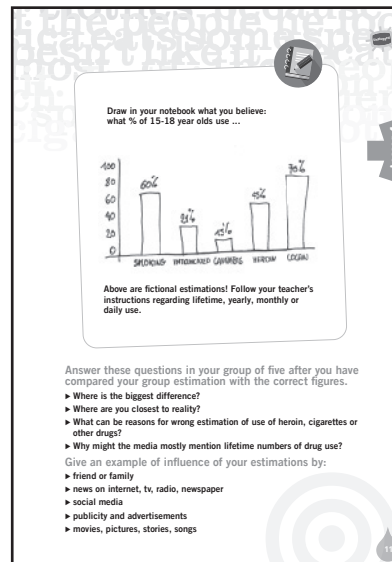 Draw in your notebook what you believe:
what % of 15-18 year olds use ...
100
80
60
40
20
0
60%
15%
SMOKING INTOXICATED CANNABIS HEROIN
Above are fictional estimations! Follow your teacher's
instructions regarding lifetime, yearly, monthly or
daily use.
Answer these questions in your group of five after you have
compared your group estimation with the correct figures.
▶ Where is the biggest difference?
▶ Where are you closest to reality?
▶ What can be reasons for wrong estimation of use of heroin, cigarettes or
other drugs?
▶ Why might the media mostly mention lifetime numbers of drug use?
Give an example of influence of your estimations by:
▶ friend or family
▶ news on internet, tv, radio, newspaper
▶ social media
▶ publicity and advertisements
▶ movies, pictures, stories, songs
11